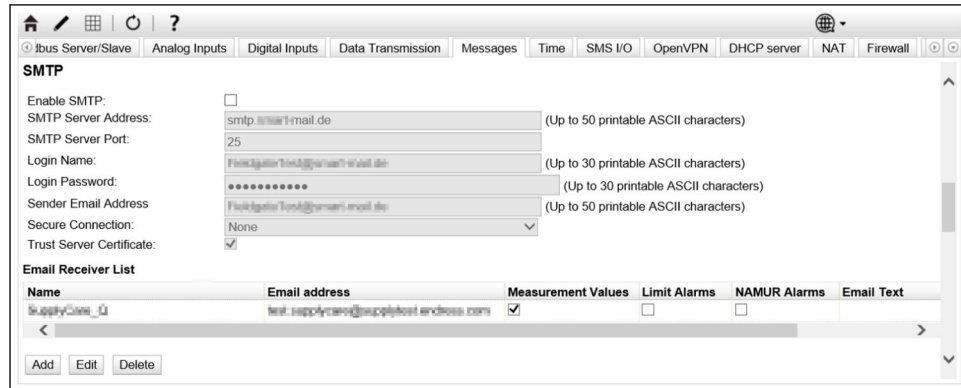 ?
dbus Server/Slave Analog Inputs Digital Inputs Data Transmission Messages Time SMS I/O OpenVPN DHCP server NAT Firewall
SMTP
Enable SMTP:
SMTP Server Address: smtp. mail.de (Up to 50 printable ASCII characters)
SMTP Server Port: 25
Login Name: (Up to 30 printable ASCII characters)
Login Password: ●●●●●●●●●●● (Up to 30 printable ASCII characters)
Sender Email Address (Up to 50 printable ASCII characters)
Secure Connection: None
Trust Server Certificate:
Email Receiver List
Name Email address Measurement Values Limit Alarms NAMUR Alarms Email Text
Add Edit Delete